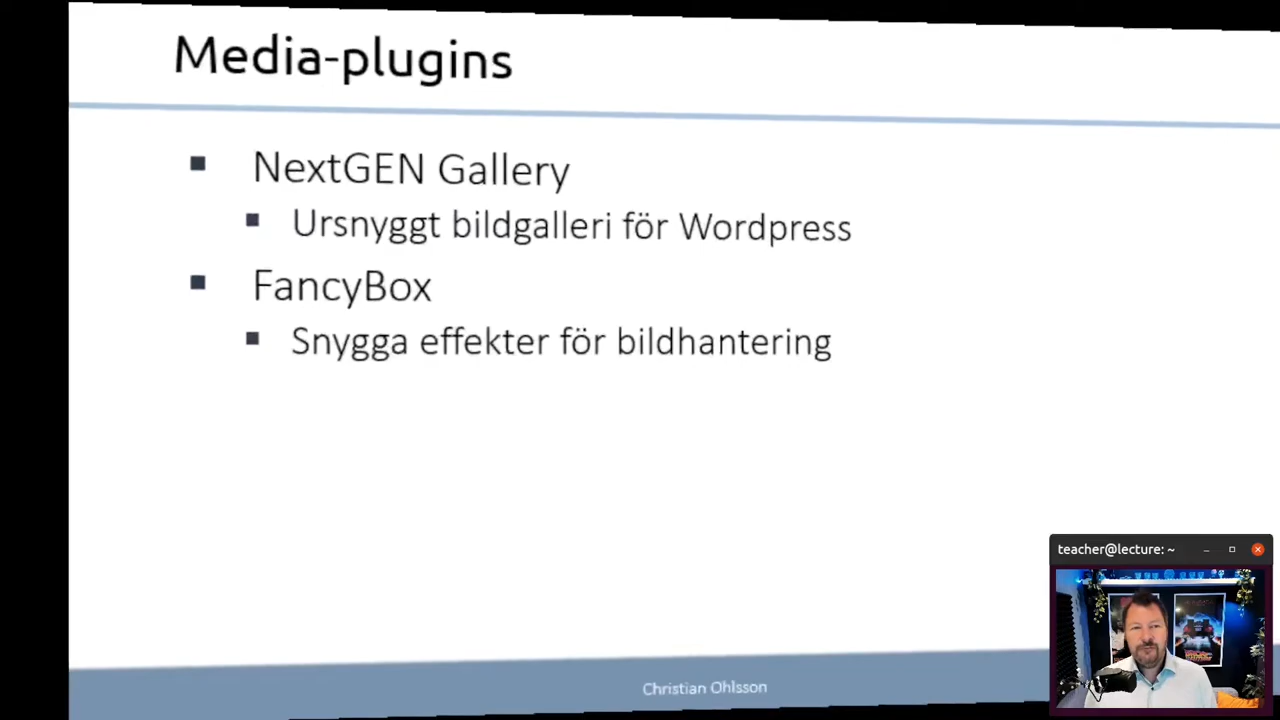 Media-plugins
NextGEN Gallery
Ursnyggt bildgalleri för Wordpress
FancyBox
Snygga effekter för bildhantering
teacher@lecture: ~
Christian Ohlsson